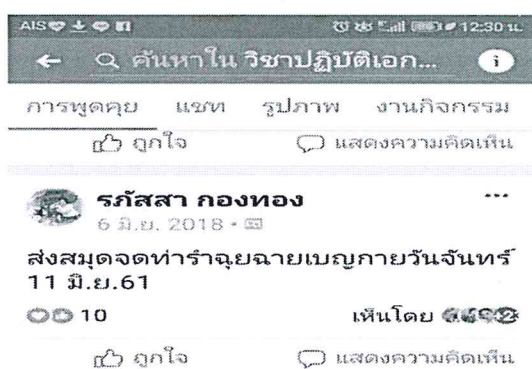 AIS 12:30 น.
ค้นหาใน วิชาปฏิบัติเอก...
การพูดคุย แชท รูปภาพ งานกิจกรรม
ถูกใจ แสดงความคิดเห็น
รภัสสา กองทอง
6 มิ.ย. 2018
ส่งสมุดจดท่ารำฉุยฉายเบญกายวันจันทร์
11 มิ.ย.61
10 เห็นโดย
ถูกใจ แสดงความคิดเห็น